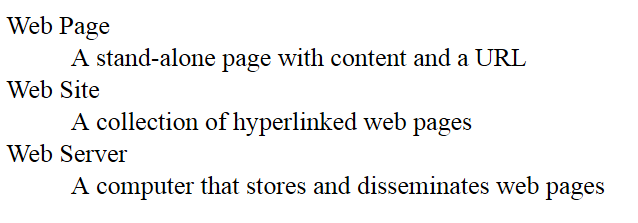 Web Page
A stand-alone page with content and a URL
Web Site
A collection of hyperlinked web pages
Web Server
A computer that stores and disseminates web pages